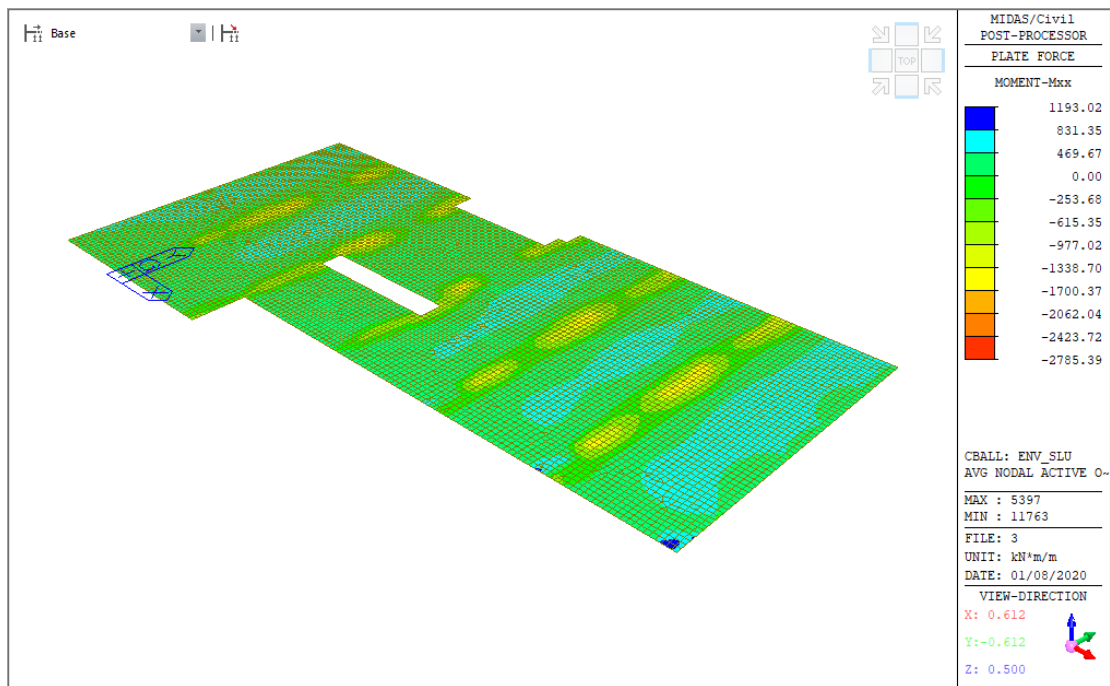 Base
TOP
MIDAS/Civil
POST-PROCESSOR
PLATE FORCE
MOMENT-Mxx
1193.02
831.35
469.67
0.00
-253.68
-615.35
-977.02
-1338.70
-1700.37
-2062.04
-2423.72
-2785.39
CBALL: ENV_SLU
AVG NODAL ACTIVE O~
MAX : 5397
MIN : 11763
FILE: 3
UNIT: kN*m/m
DATE: 01/08/2020
VIEW-DIRECTION
X: 0.612
Y:-0.612
Z: 0.500